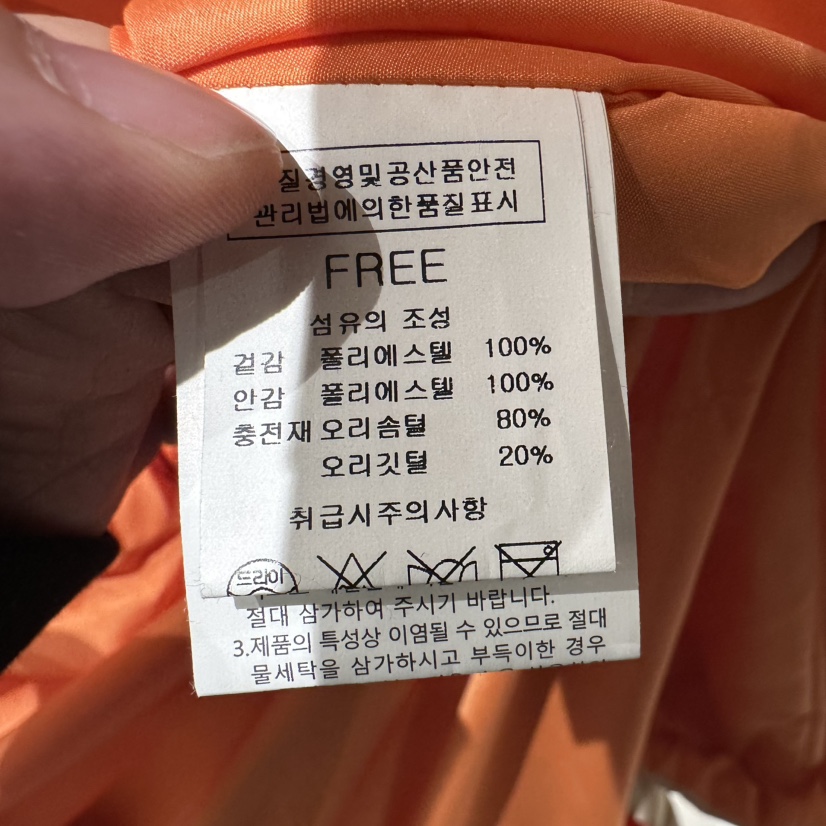 질경영및공산품안전
관리법에의한품질표시
FREE
섬유의 조성
겉감 폴리에스텔 100%
안감 폴리에스텔 100%
충전재 오리솜털 80%
오리깃털 20%
취급시주의사항
드라이
절대 삼가하여 주시기 바랍니다.
3.제품의 특성상 이염될 수 있으므로 절대
물세탁을 삼가하시고 부득이한 경우